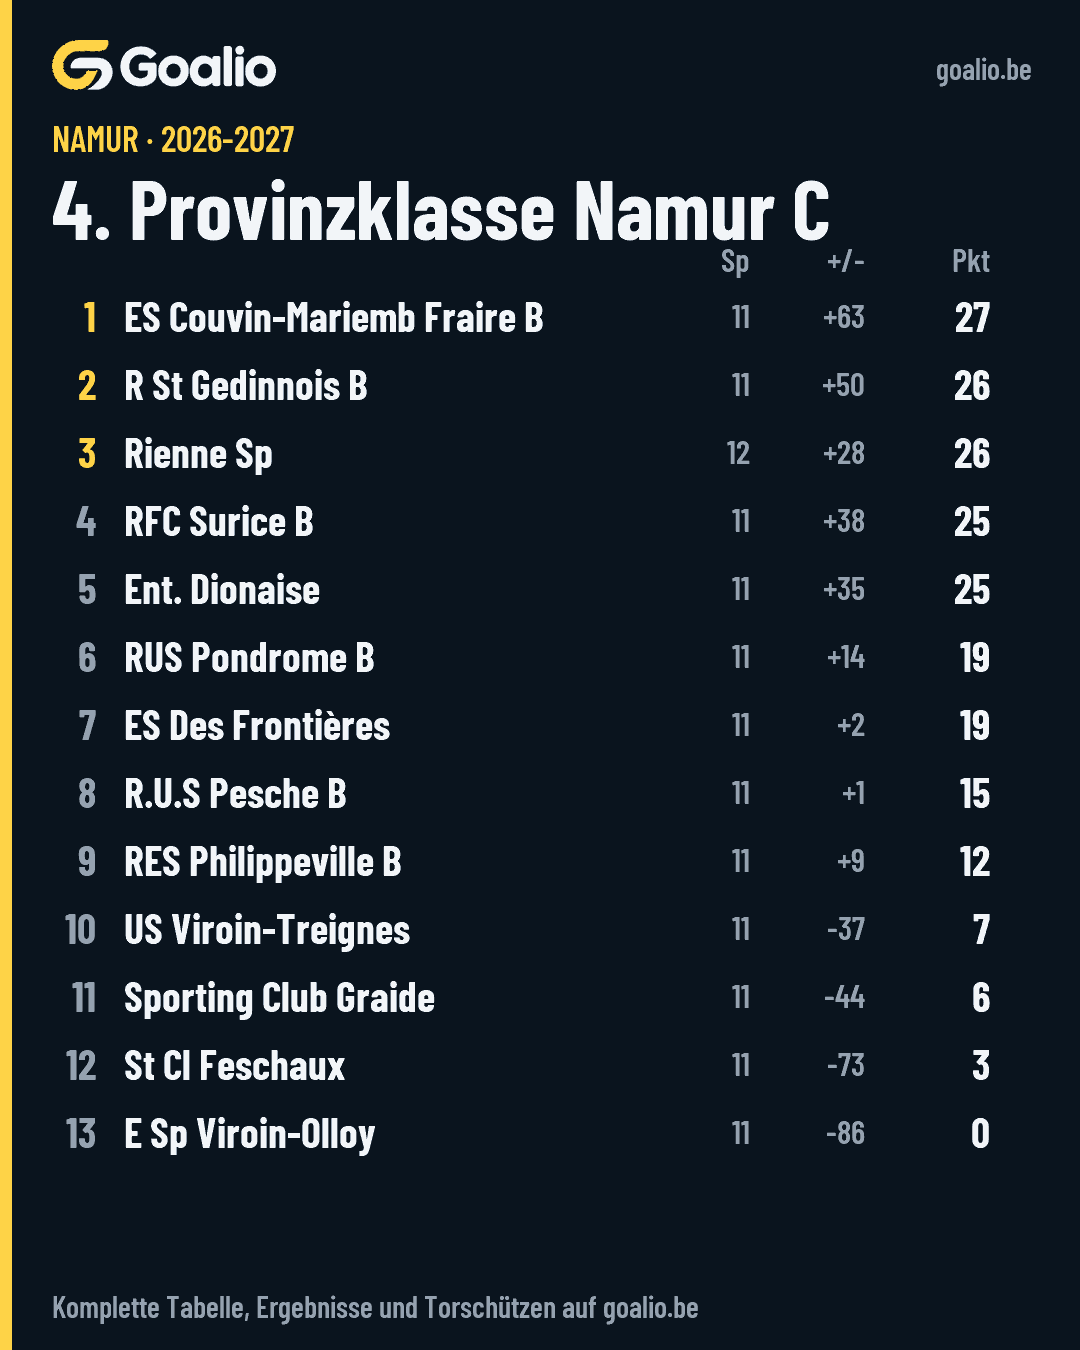 Goalio
goalio.be
NAMUR · 2026-2027
4. Provinzklasse Namur C
Sp +/- Pkt
1 ES Couvin-Mariemb Fraire B 11 +63 27
2 R St Gedinnois B 11 +50 26
3 Rienne Sp 12 +28 26
4 RFC Surice B 11 +38 25
5 Ent. Dionaise 11 +35 25
6 RUS Pondrome B 11 +14 19
7 ES Des Frontières 11 +2 19
8 R.U.S Pesche B 11 +1 15
9 RES Philippeville B 11 +9 12
10 US Viroin-Treignes 11 -37 7
11 Sporting Club Graide 11 -44 6
12 St Cl Feschaux 11 -73 3
13 E Sp Viroin-Olloy 11 -86 0
Komplette Tabelle, Ergebnisse und Torschützen auf goalio.be